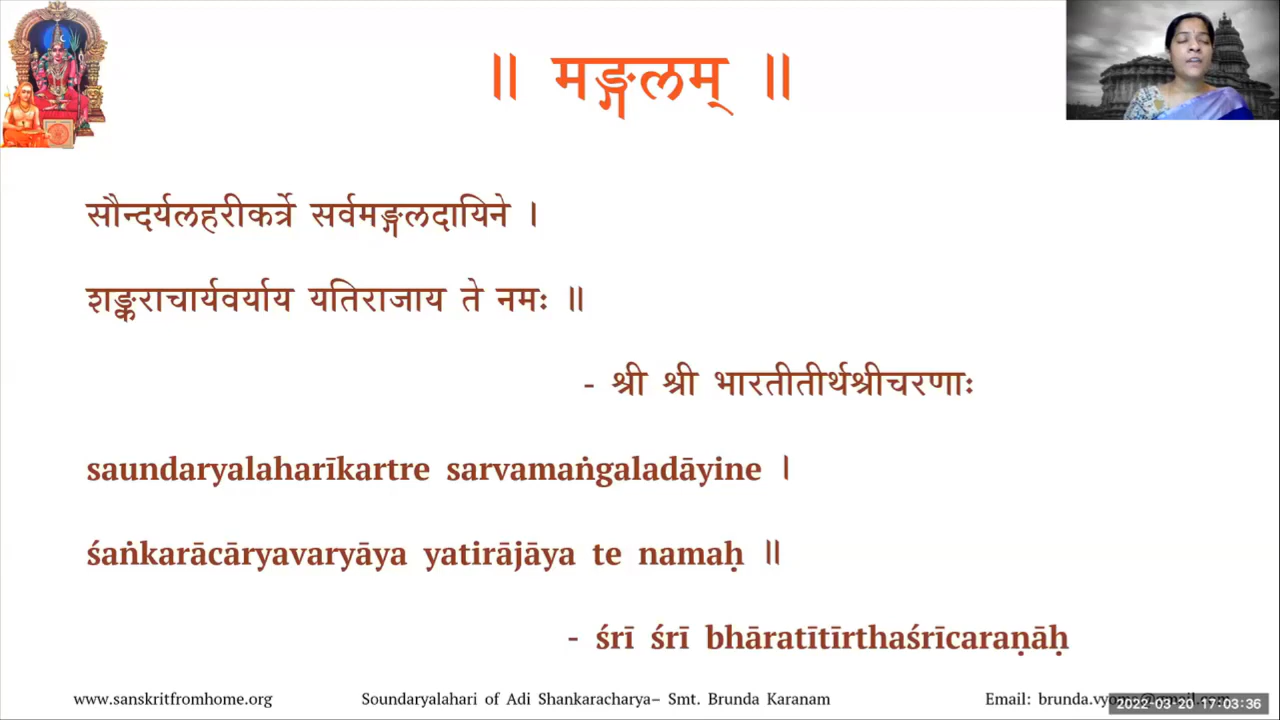 ॥ मङ्गलम् ॥
सौन्दर्यलहरीकर्त्रे सर्वमङ्गलदायिने ।
शङ्कराचार्यवर्याय यतिराजाय ते नमः ॥
- श्री श्री भारतीतीर्थश्रीचरणाः
saundaryalaharīkartre sarvamaṅgaladāyine ।
śaṅkarācāryavaryāya yatirājāya te namaḥ ॥
- śrī śrī bhāratītīrthaśrīcaraṇāḥ
www.sanskritfromhome.org Soundaryalahari of Adi Shankaracharya– Smt. Brunda Karanam Email:
2022-03-20 17:03:36